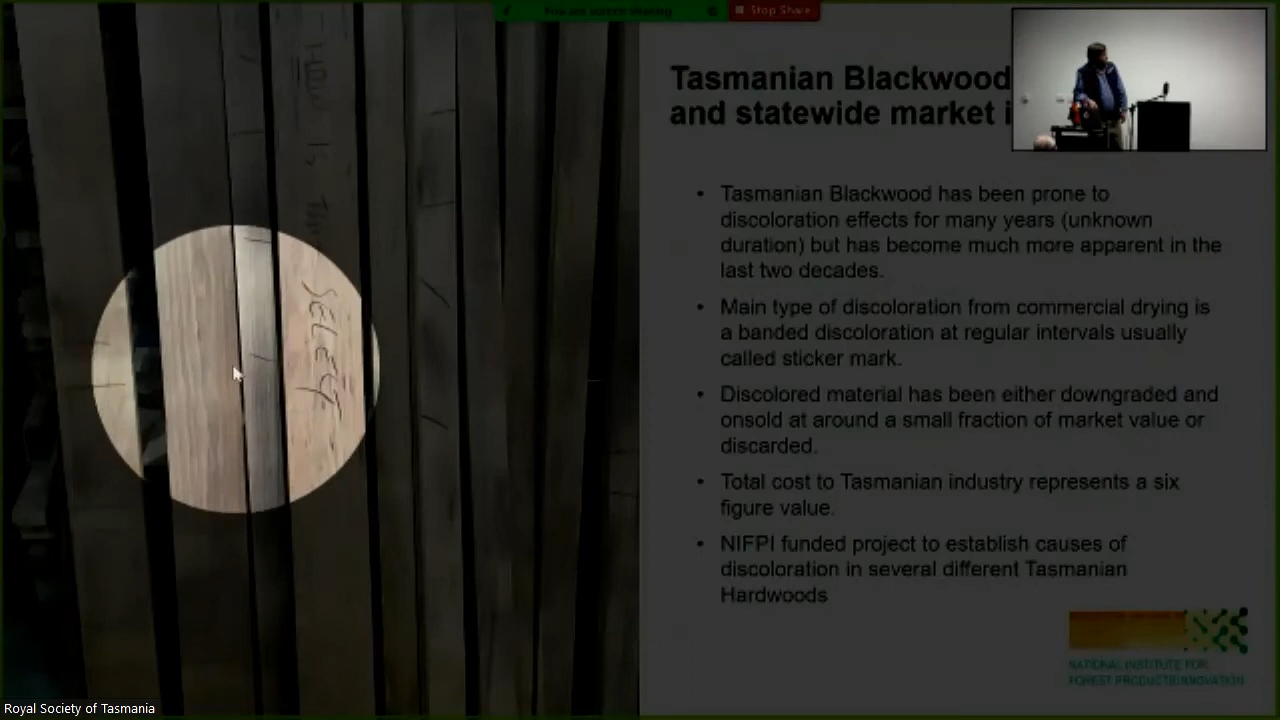 You are screen sharing
Stop Share
Tasmanian Blackwood
and statewide market i
• Tasmanian Blackwood has been prone to
discoloration effects for many years (unknown
duration) but has become much more apparent in the
last two decades.
• Main type of discoloration from commercial drying is
a banded discoloration at regular intervals usually
called sticker mark.
• Discolored material has been either downgraded and
onsold at around a small fraction of market value or
discarded.
• Total cost to Tasmanian industry represents a six
figure value.
• NIFPI funded project to establish causes of
discoloration in several different Tasmanian
Hardwoods
NATIONAL INSTITUTE FOR
FOREST PRODUCTS INNOVATION
SELECT
Royal Society of Tasmania